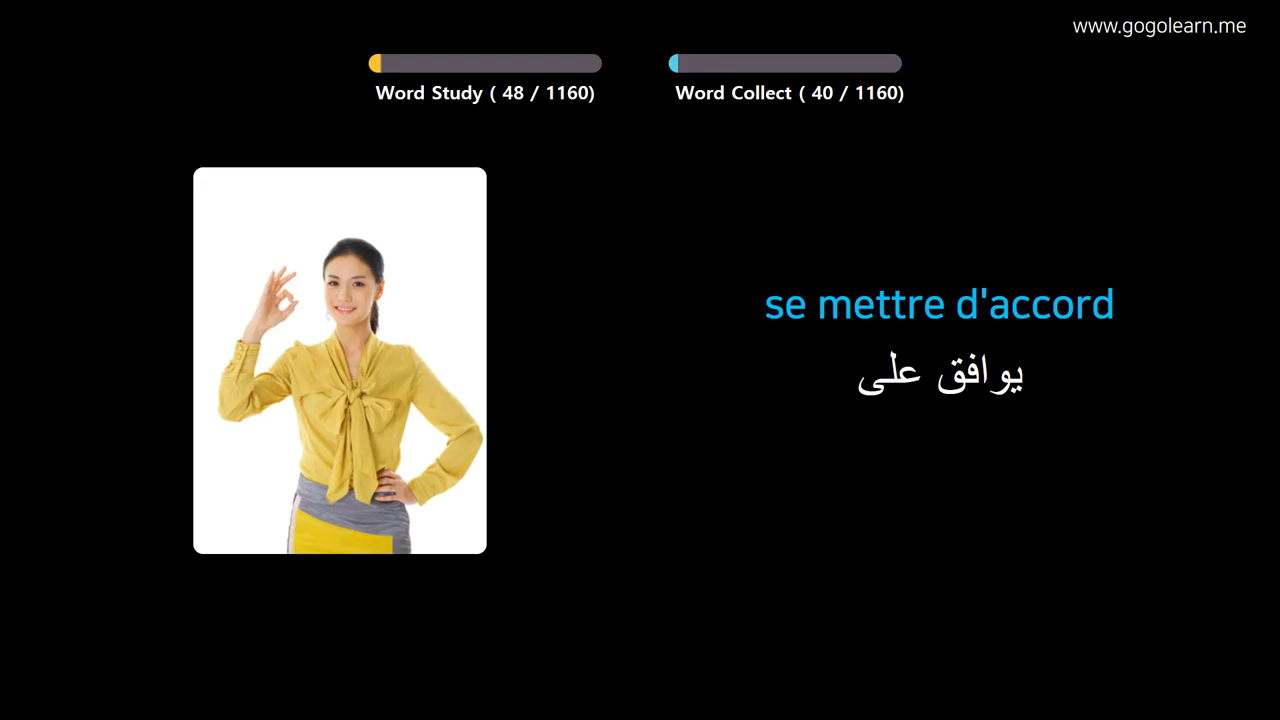 www.gogolearn.me
Word Study ( 48 / 1160)
Word Collect ( 40 / 1160)
se mettre d'accord
يوافق على